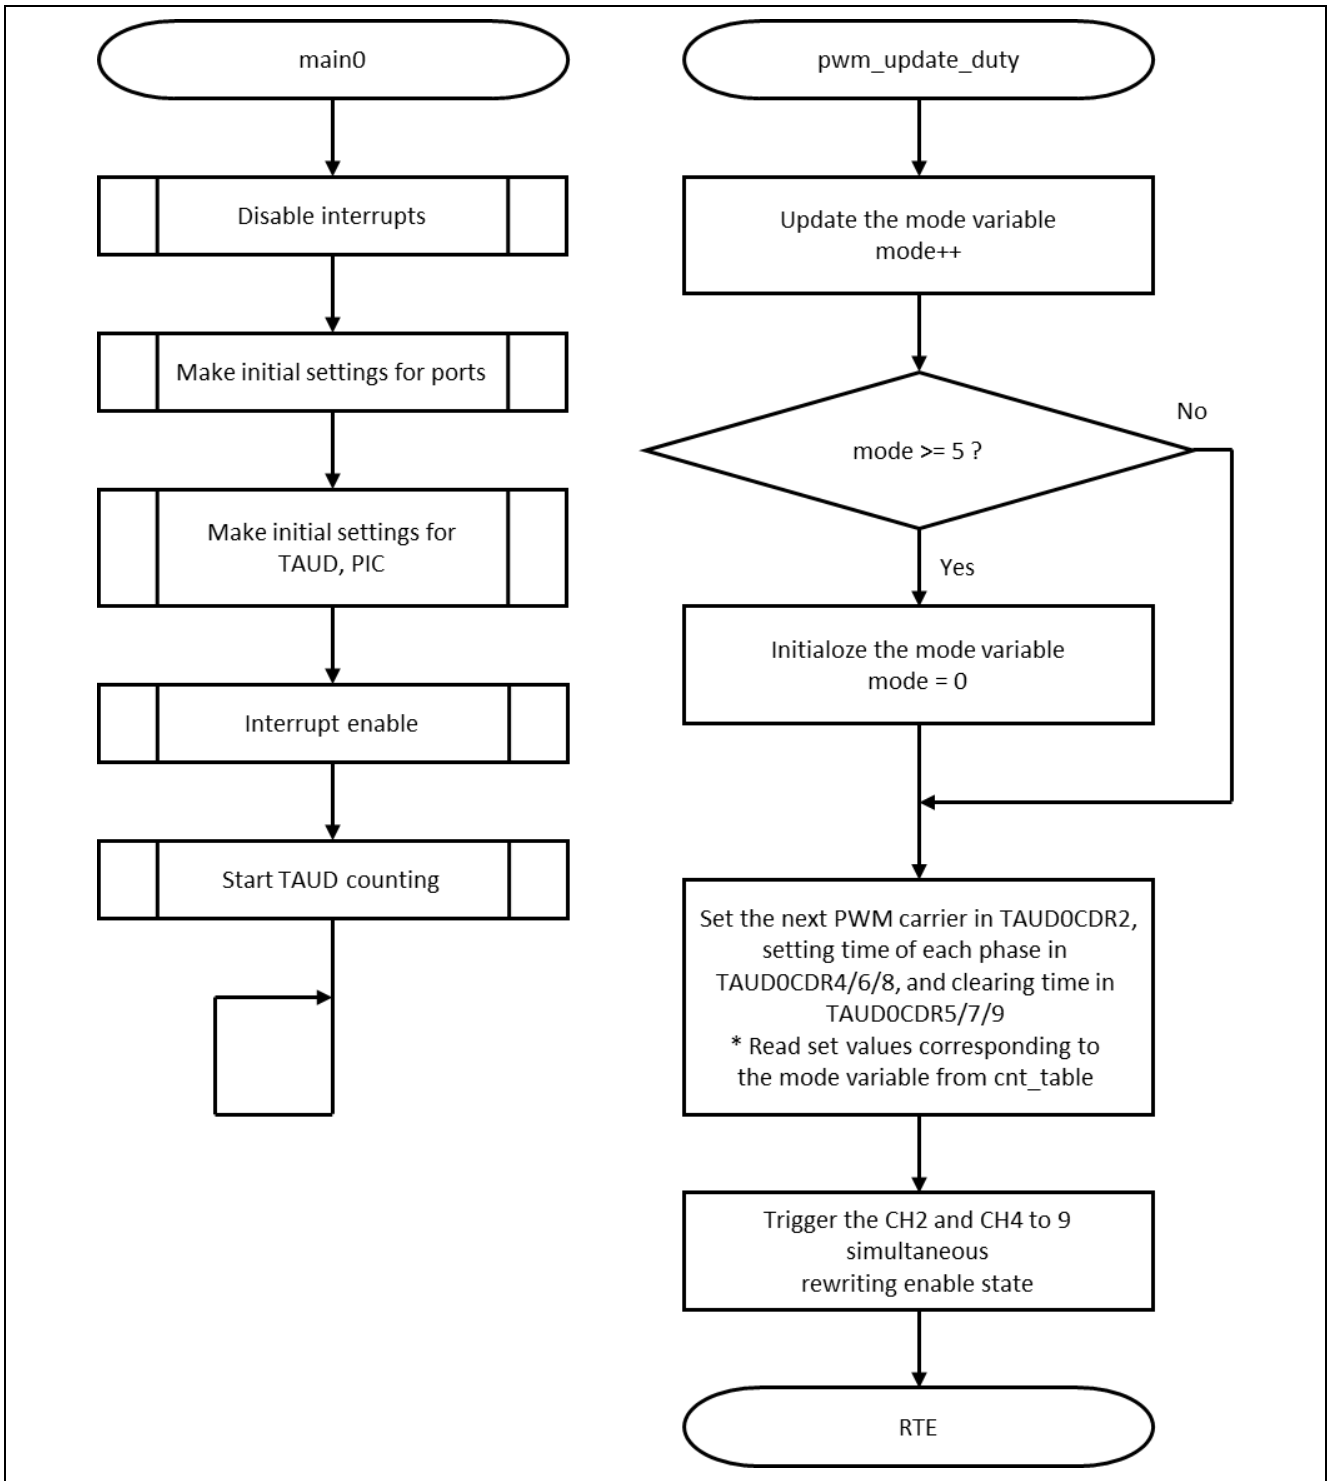 main0
Disable interrupts
Make initial settings for ports
Make initial settings for
TAUD, PIC
Interrupt enable
Start TAUD counting
pwm_update_duty
Update the mode variable
mode++
mode >= 5 ?
No
Yes
Initialoze the mode variable
mode = 0
Set the next PWM carrier in TAUD0CDR2,
setting time of each phase in
TAUD0CDR4/6/8, and clearing time in
TAUD0CDR5/7/9
* Read set values corresponding to
the mode variable from cnt_table
Trigger the CH2 and CH4 to 9
simultaneous
rewriting enable state
RTE